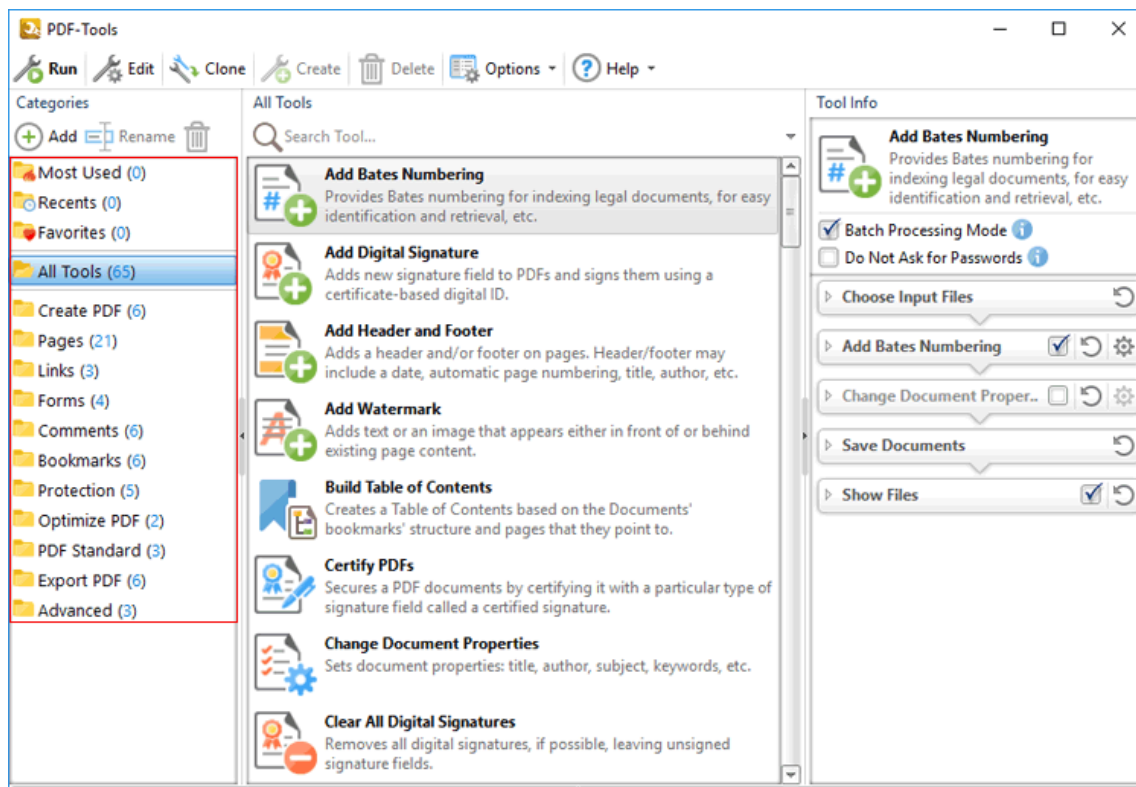 PDF-Tools
Run Edit Clone Create Delete Options Help
Categories
Add Rename
Most Used (0)
Recents (0)
Favorites (0)
All Tools (65)
Create PDF (6)
Pages (21)
Links (3)
Forms (4)
Comments (6)
Bookmarks (6)
Protection (5)
Optimize PDF (2)
PDF Standard (3)
Export PDF (6)
Advanced (3)
All Tools
Search Tool...
Add Bates Numbering
Provides Bates numbering for indexing legal documents, for easy
identification and retrieval, etc.
Add Digital Signature
Adds new signature field to PDFs and signs them using a
certificate-based digital ID.
Add Header and Footer
Adds a header and/or footer on pages. Header/footer may
include a date, automatic page numbering, title, author, etc.
Add Watermark
Adds text or an image that appears either in front of or behind
existing page content.
Build Table of Contents
Creates a Table of Contents based on the Documents'
bookmarks' structure and pages that they point to.
Certify PDFs
Secures a PDF documents by certifying it with a particular type of
signature field called a certified signature.
Change Document Properties
Sets document properties: title, author, subject, keywords, etc.
Clear All Digital Signatures
Removes all digital signatures, if possible, leaving unsigned
signature fields.
Tool Info
Add Bates Numbering
Provides Bates numbering for
indexing legal documents, for easy
identification and retrieval, etc.
Batch Processing Mode
Do Not Ask for Passwords
Choose Input Files
Add Bates Numbering
Change Document Proper..
Save Documents
Show Files